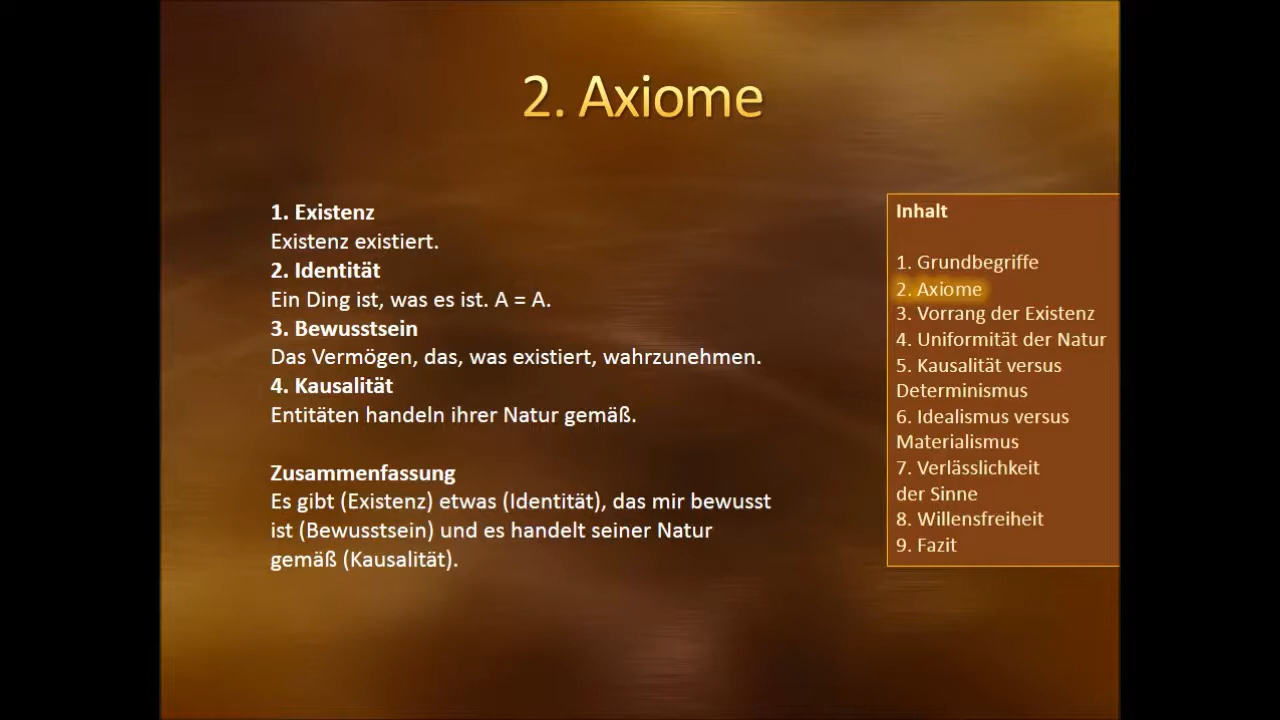 2. Axiome
1. Existenz
Existenz existiert.
2. Identität
Ein Ding ist, was es ist. A = A.
3. Bewusstsein
Das Vermögen, das, was existiert, wahrzunehmen.
4. Kausalität
Entitäten handeln ihrer Natur gemäß.
Zusammenfassung
Es gibt (Existenz) etwas (Identität), das mir bewusst
ist (Bewusstsein) und es handelt seiner Natur
gemäß (Kausalität).
Inhalt
1. Grundbegriffe
2. Axiome
3. Vorrang der Existenz
4. Uniformität der Natur
5. Kausalität versus
Determinismus
6. Idealismus versus
Materialismus
7. Verlässlichkeit
der Sinne
8. Willensfreiheit
9. Fazit